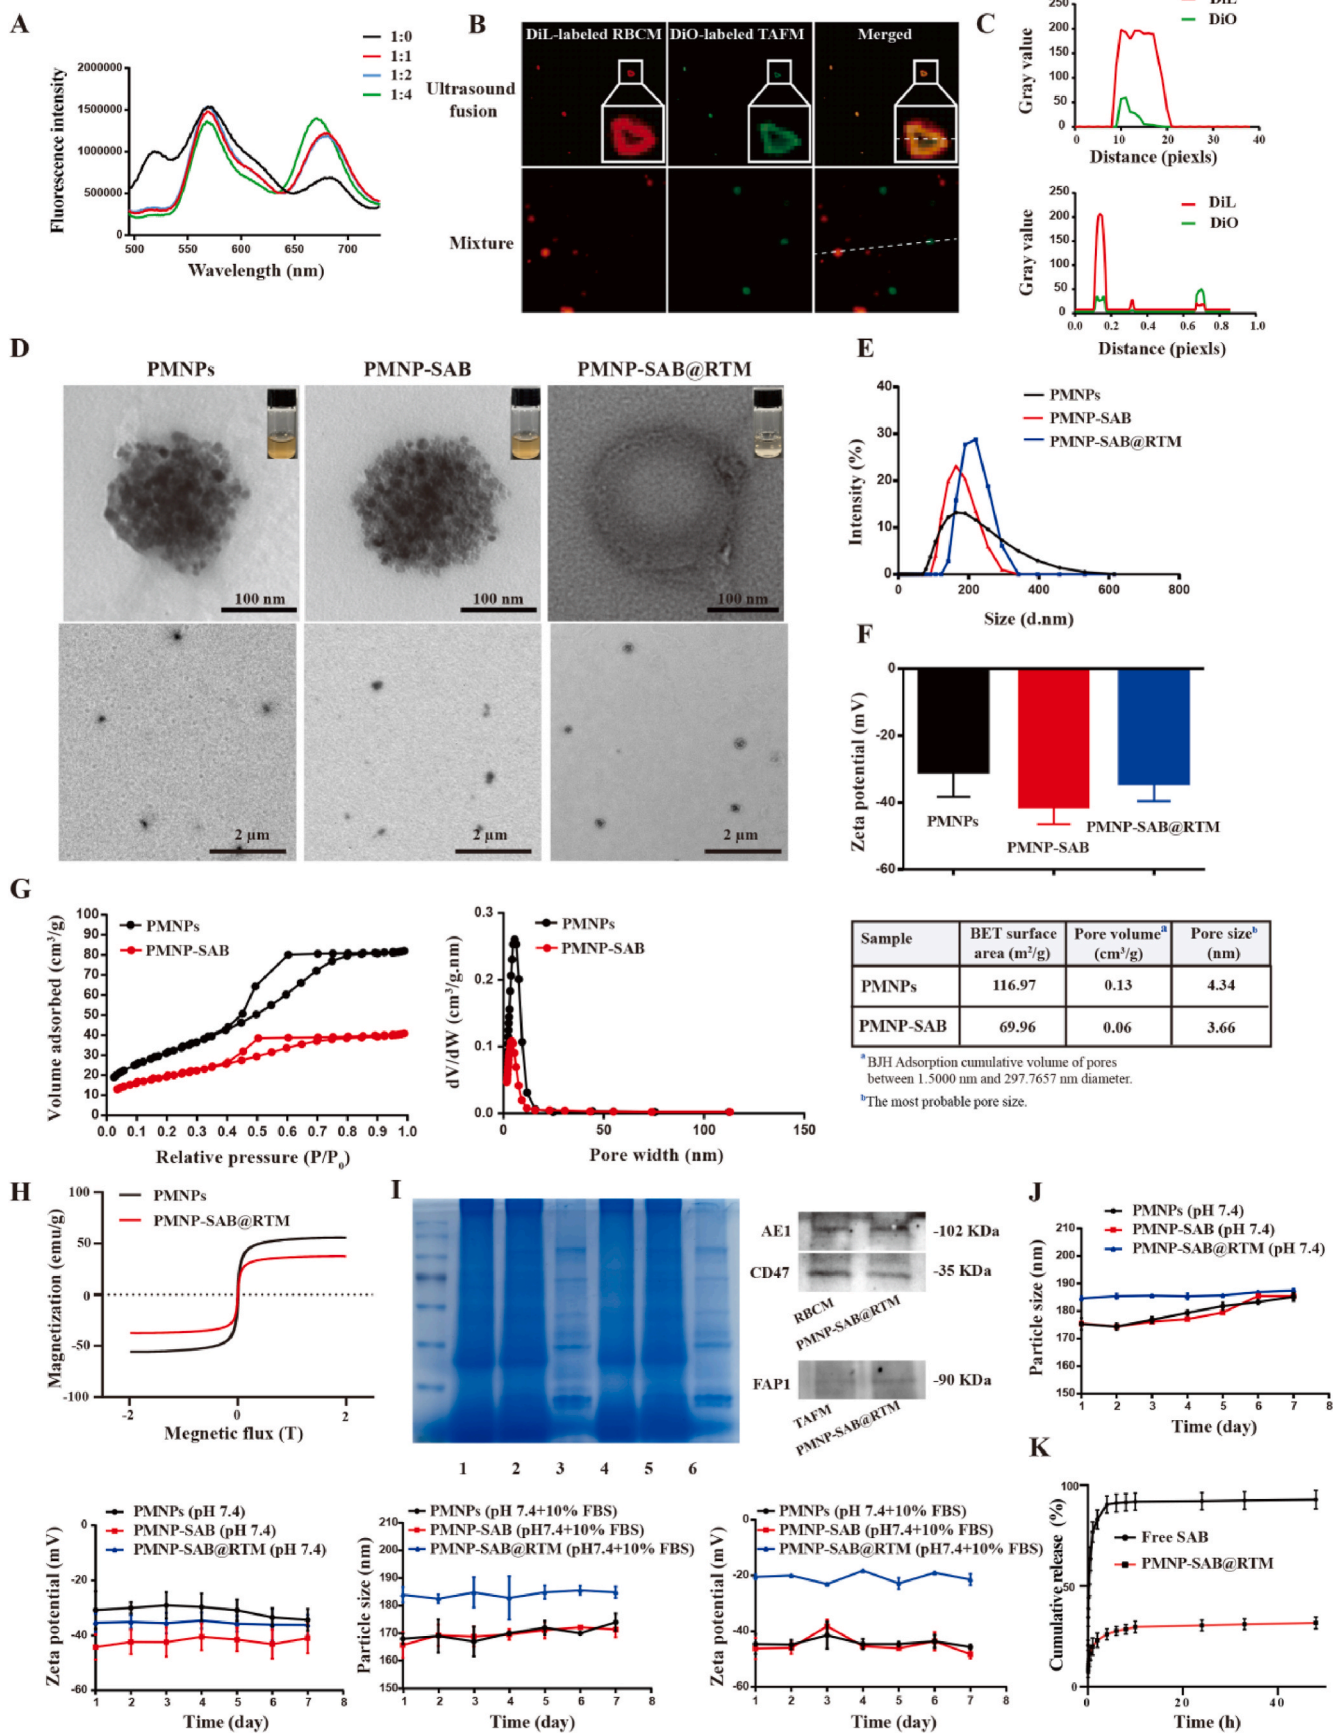 A
1:0
1:1
1:2
1:4
2000000
1500000
1000000
500000
0
500
550
600
650
700
Fluorescence intensity
Wavelength (nm)
B
DiL-labeled RBCM
DiO-labeled TAFM
Merged
Ultrasound
fusion
Mixture
C
DiL
DiO
250
200
150
100
50
0
0
10
20
30
40
Gray value
Distance (piexls)
DiL
DiO
250
200
150
100
50
0
0.0
0.2
0.4
0.6
0.8
1.0
Gray value
Distance (piexls)
D
PMNPs
PMNP-SAB
PMNP-SAB@RTM
100 nm
100 nm
100 nm
2 µm
2 µm
2 µm
E
PMNPs
PMNP-SAB
PMNP-SAB@RTM
40
30
20
10
0
0
200
400
600
800
Intensity (%)
Size (d.nm)
F
0
-20
-40
-60
Zeta potential (mV)
PMNPs
PMNP-SAB
PMNP-SAB@RTM
G
PMNPs
PMNP-SAB
100
90
80
70
60
50
40
30
20
10
0
0.0
0.1
0.2
0.3
0.4
0.5
0.6
0.7
0.8
0.9
1.0
Volume adsorbed (cm³/g)
Relative pressure (P/P₀)
PMNPs
PMNP-SAB
0.3
0.2
0.1
0.0
0
50
100
150
dV/dW (cm³/g.nm)
Pore width (nm)
Sample
BET surface
area (m²/g)
Pore volumeᵃ
(cm³/g)
Pore sizeᵇ
(nm)
PMNPs 116.97 0.13 4.34
PMNP-SAB 69.96 0.06 3.66
ᵃ BJH Adsorption cumulative volume of pores
between 1.5000 nm and 297.7657 nm diameter.
ᵇThe most probable pore size.
H
PMNPs
PMNP-SAB@RTM
100
50
0
-50
-100
-2
0
2
Magnetization (emu/g)
Megnetic flux (T)
I
1
2
3
4
5
6
AE1
-102 KDa
CD47
-35 KDa
RBCM
PMNP-SAB@RTM
FAP1
-90 KDa
TAFM
PMNP-SAB@RTM
J
PMNPs (pH 7.4)
PMNP-SAB (pH 7.4)
PMNP-SAB@RTM (pH 7.4)
210
200
190
180
170
160
150
1
2
3
4
5
6
7
8
Particle size (nm)
Time (day)
PMNPs (pH 7.4)
PMNP-SAB (pH 7.4)
PMNP-SAB@RTM (pH 7.4)
0
-20
-40
-60
1
2
3
4
5
6
7
8
Zeta potential (mV)
Time (day)
PMNPs (pH 7.4+10% FBS)
PMNP-SAB (pH7.4+10% FBS)
PMNP-SAB@RTM (pH7.4+10% FBS)
210
200
190
180
170
160
150
1
2
3
4
5
6
7
8
Particle size (nm)
Time (day)
PMNPs (pH 7.4+10% FBS)
PMNP-SAB (pH7.4+10% FBS)
PMNP-SAB@RTM (pH7.4+10% FBS)
0
-20
-40
-60
1
2
3
4
5
6
7
8
Zeta potential (mV)
Time (day)
K
100
50
0
0
20
40
Free SAB
PMNP-SAB@RTM
Cumulative release (%)
Time (h)